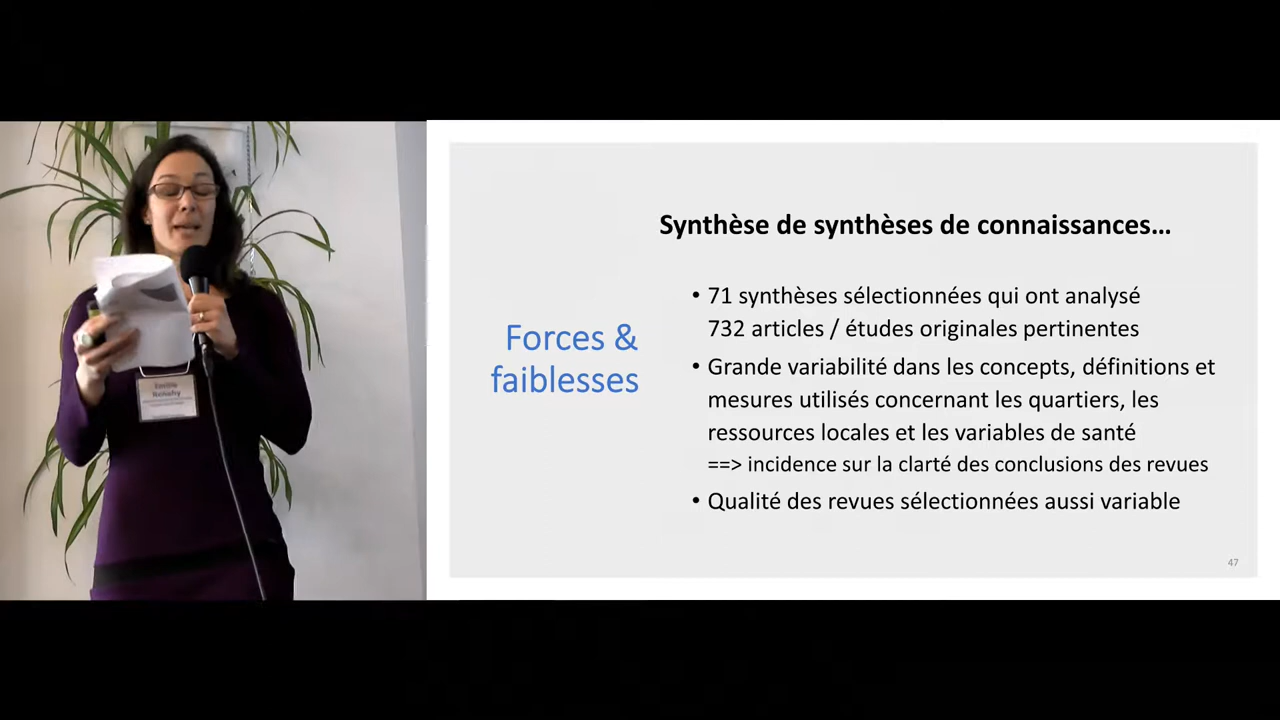 Emilie
Renahy
Forces &
faiblesses
Synthèse de synthèses de connaissances...
• 71 synthèses sélectionnées qui ont analysé
732 articles / études originales pertinentes
• Grande variabilité dans les concepts, définitions et
mesures utilisés concernant les quartiers, les
ressources locales et les variables de santé
==> incidence sur la clarté des conclusions des revues
• Qualité des revues sélectionnées aussi variable
47